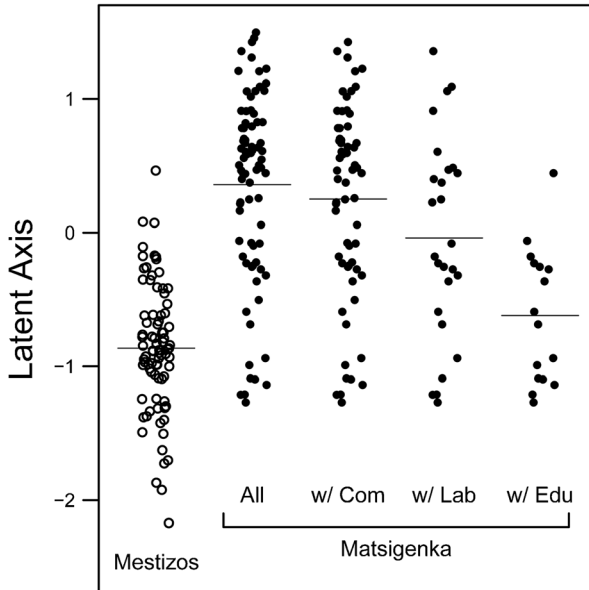 Latent Axis
1
0
−1
−2
All w/ Com w/ Lab w/ Edu
Matsigenka
Mestizos